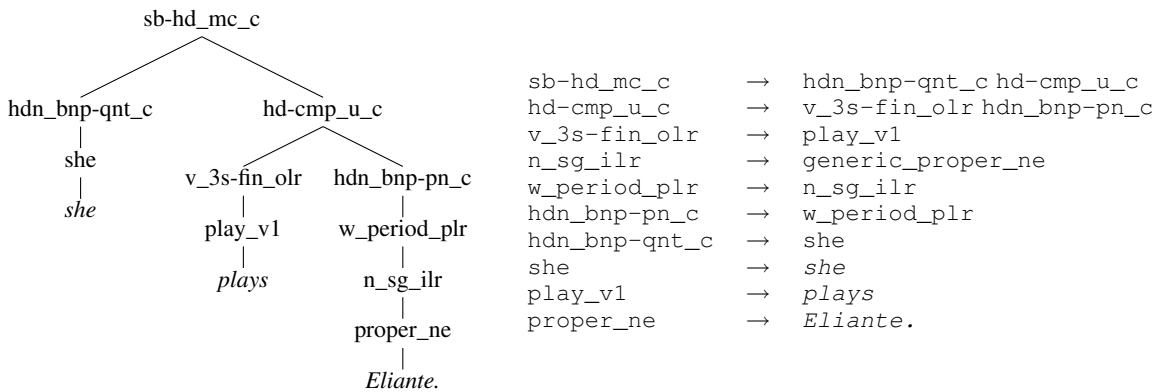 sb-hd_mc_c
hdn_bnp-qnt_c hd-cmp_u_c
she v_3s-fin_olr hdn_bnp-pn_c
she play_v1 w_period_plr
plays n_sg_ilr
proper_ne
Eliante.
sb-hd_mc_c → hdn_bnp-qnt_c hd-cmp_u_c
hd-cmp_u_c → v_3s-fin_olr hdn_bnp-pn_c
v_3s-fin_olr → play_v1
n_sg_ilr → generic_proper_ne
w_period_plr → n_sg_ilr
hdn_bnp-pn_c → w_period_plr
hdn_bnp-qnt_c → she
she → she
play_v1 → plays
proper_ne → Eliante.